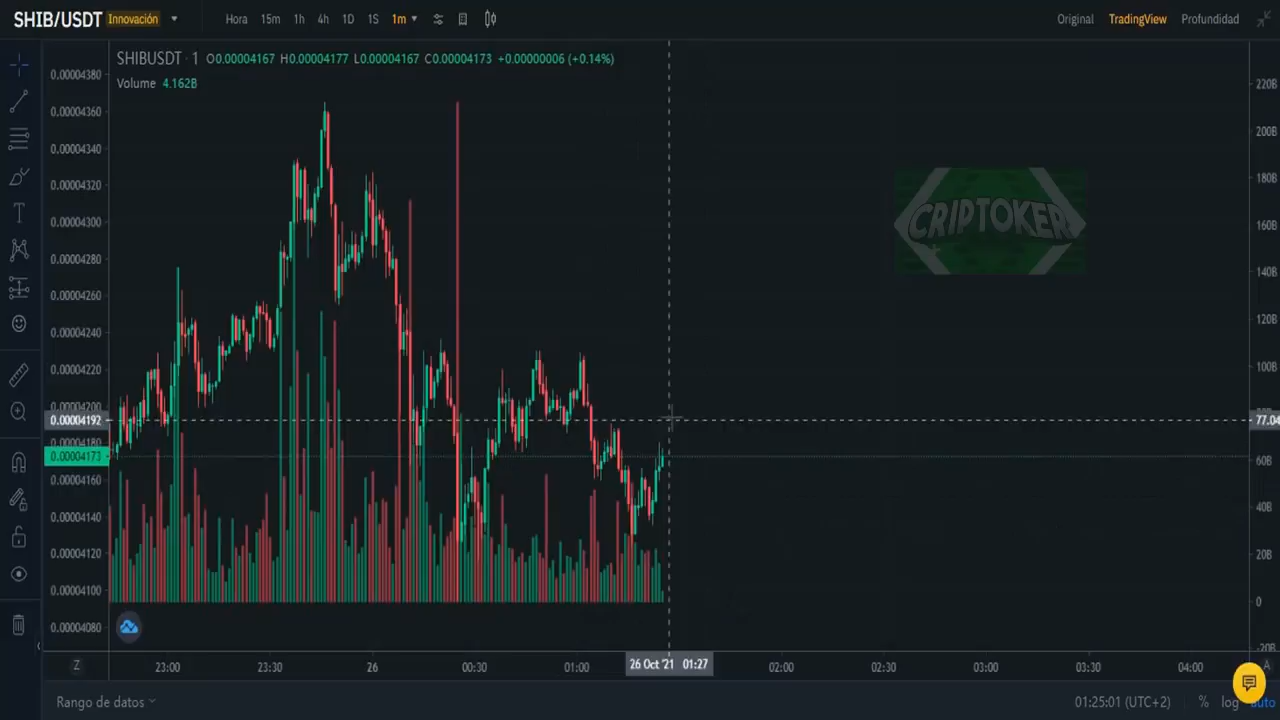 SHIB/USDT Innovación Hora 15m 1h 4h 1D 1S 1m Original TradingView Profundidad
SHIBUSDT · 1 O0.00004167 H0.00004177 L0.00004167 C0.00004173 +0.00000006 (+0.14%)
Volume 4.162B
0.00004380
0.00004360
0.00004340
0.00004320
0.00004300
0.00004280
0.00004260
0.00004240
0.00004220
0.00004200
0.00004192
0.00004180
0.00004173
0.00004160
0.00004140
0.00004120
0.00004100
0.00004080
CRIPTOKER
220B
200B
180B
160B
140B
120B
100B
77.04
60B
40B
20B
0
-20B
Z 23:00 23:30 26 00:30 01:00 26 Oct '21 01:27 02:00 02:30 03:00 03:30 04:00 A
Rango de datos 01:25:01 (UTC+2) % log auto